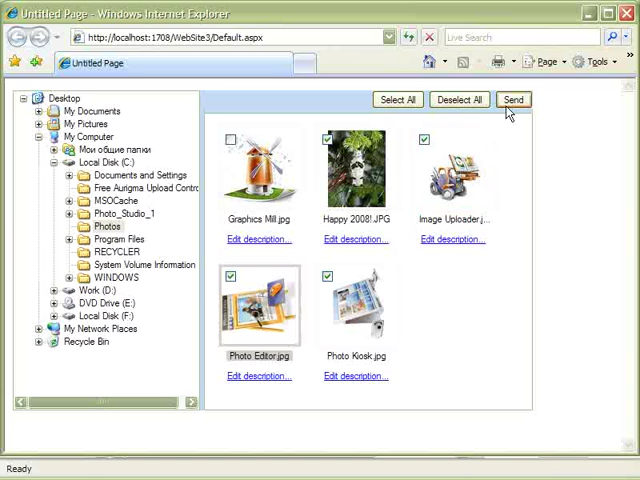 Untitled Page - Windows Internet Explorer
http://localhost:1708/WebSite3/Default.aspx
Live Search
Untitled Page
Page
Tools
Select All
Deselect All
Send
Desktop
My Documents
My Pictures
My Computer
Мои общие папки
Local Disk (C:)
Documents and Settings
Free Aurigma Upload Contro
MSOCache
Photo_Studio_1
Photos
Program Files
RECYCLER
System Volume Information
WINDOWS
Work (D:)
DVD Drive (E:)
Local Disk (F:)
My Network Places
Recycle Bin
Graphics Mill.jpg
Happy 2008!.JPG
Image Uploader.j...
Edit description...
Edit description...
Edit description...
Photo Editor.jpg
Photo Kiosk.jpg
Edit description...
Edit description...
Ready